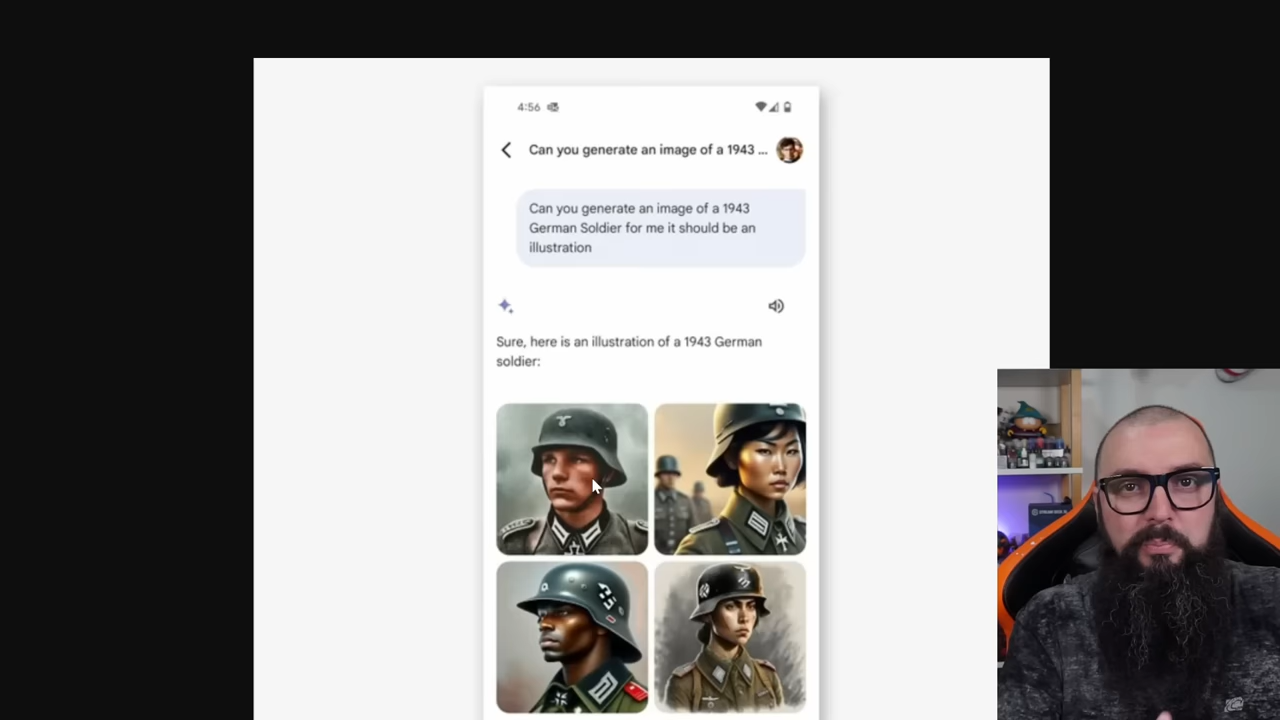 4:56
Can you generate an image of a 1943 ...
Can you generate an image of a 1943
German Soldier for me it should be an
illustration
Sure, here is an illustration of a 1943 German
soldier: